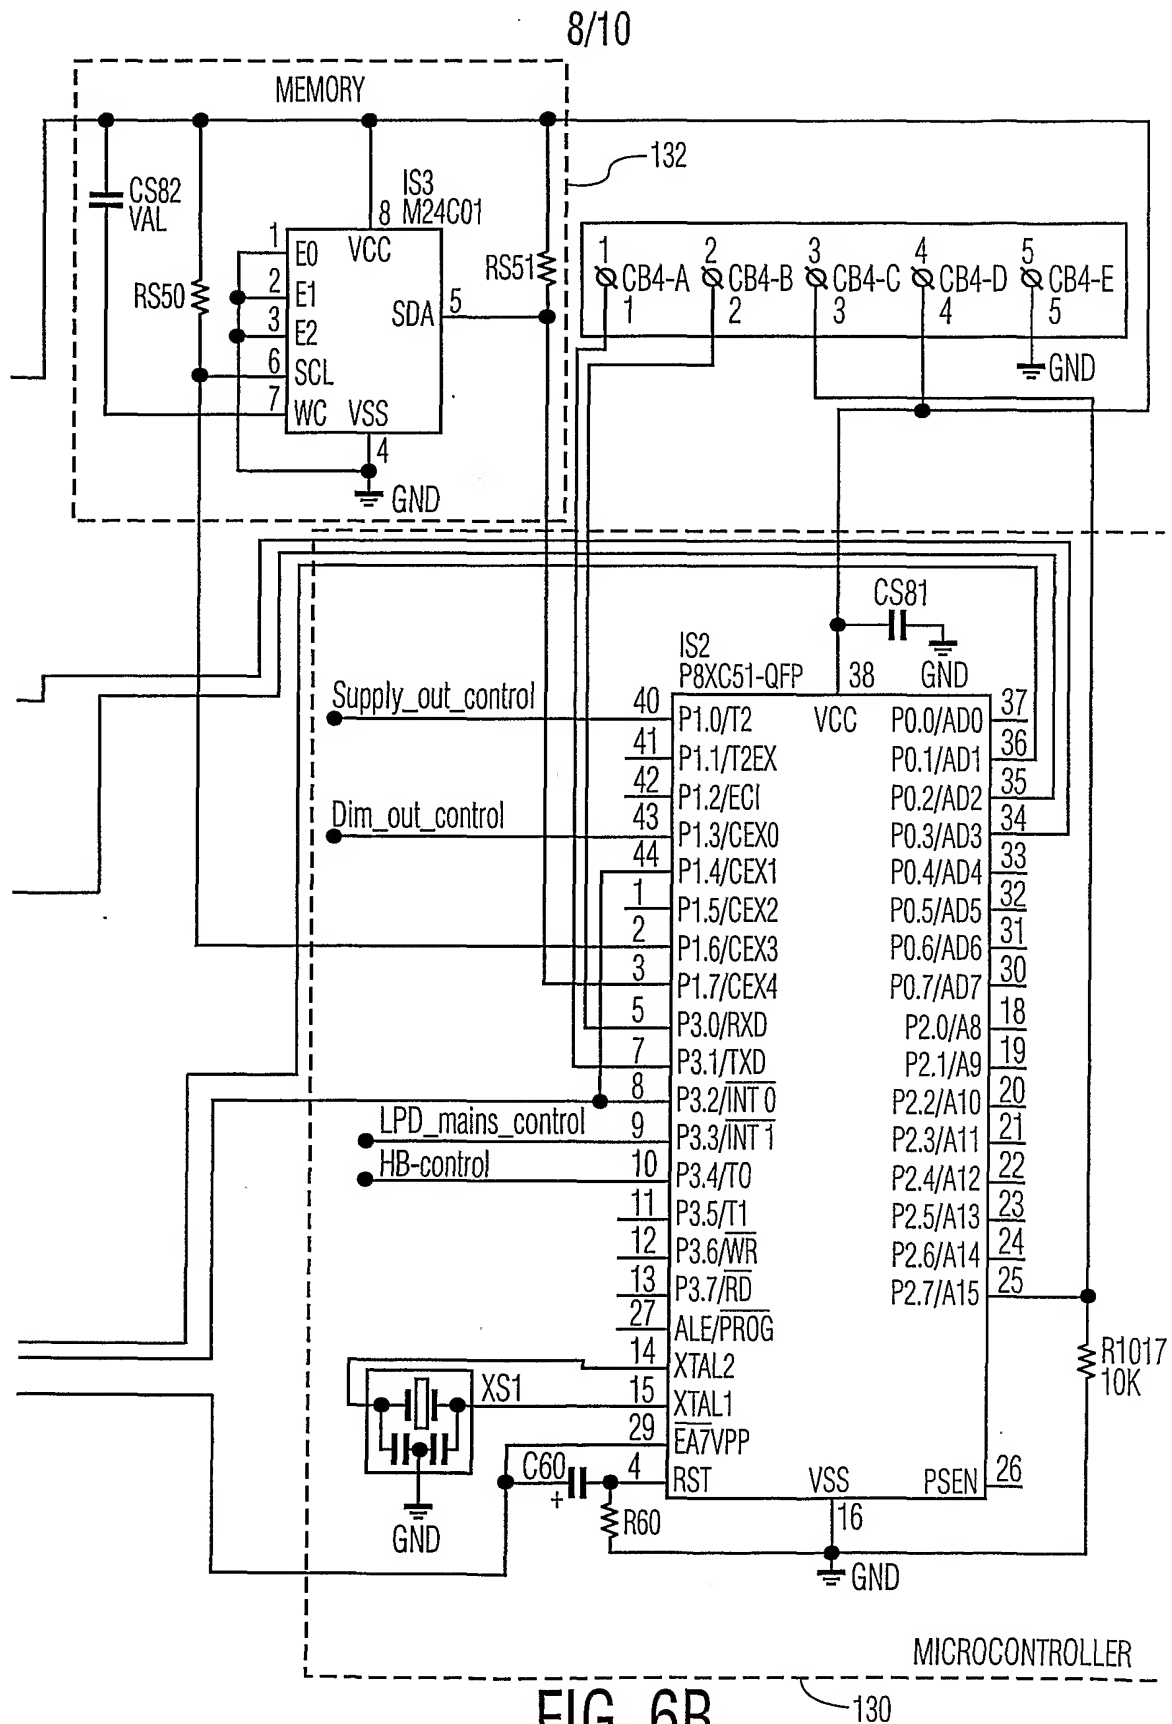 8/10
MEMORY
132
CS82
VAL
IS3
M24C01
8
VCC
1 E0
2 E1
3 E2
6 SCL
7 WC
VSS
4
SDA 5
RS50
RS51
GND
1 2 3 4 5
CB4-A CB4-B CB4-C CB4-D CB4-E
1 2 3 4 5
GND
CS81
GND
IS2
P8XC51-QFP
38
VCC
Supply_out_control
40 P1.0/T2
41 P1.1/T2EX
42 P1.2/ECI
Dim_out_control
43 P1.3/CEX0
44 P1.4/CEX1
1 P1.5/CEX2
2 P1.6/CEX3
3 P1.7/CEX4
5 P3.0/RXD
7 P3.1/TXD
8 P3.2/INT 0
LPD_mains_control
9 P3.3/INT 1
HB-control
10 P3.4/T0
11 P3.5/T1
12 P3.6/WR
13 P3.7/RD
27 ALE/PROG
14 XTAL2
15 XTAL1
29 EA7VPP
4 RST
P0.0/AD0 37
P0.1/AD1 36
P0.2/AD2 35
P0.3/AD3 34
P0.4/AD4 33
P0.5/AD5 32
P0.6/AD6 31
P0.7/AD7 30
P2.0/A8 18
P2.1/A9 19
P2.2/A10 20
P2.3/A11 21
P2.4/A12 22
P2.5/A13 23
P2.6/A14 24
P2.7/A15 25
PSEN 26
VSS
16
GND
R1017
10K
XS1
GND
C60
+
R60
MICROCONTROLLER
130
FIG. 6B